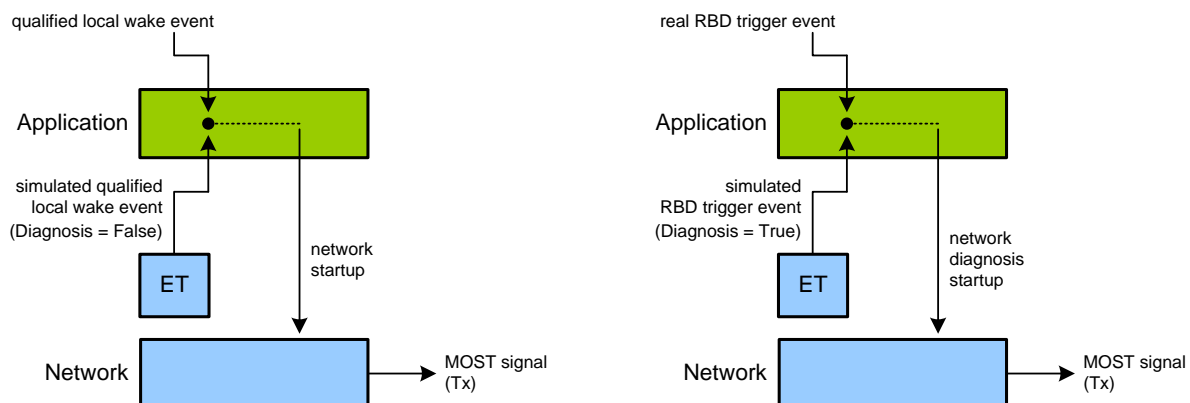 qualified local wake event
Application
simulated qualified
local wake event
(Diagnosis = False)
network
startup
ET
Network
MOST signal
(Tx)
real RBD trigger event
Application
simulated
RBD trigger event
(Diagnosis = True)
network
diagnosis
startup
ET
Network
MOST signal
(Tx)